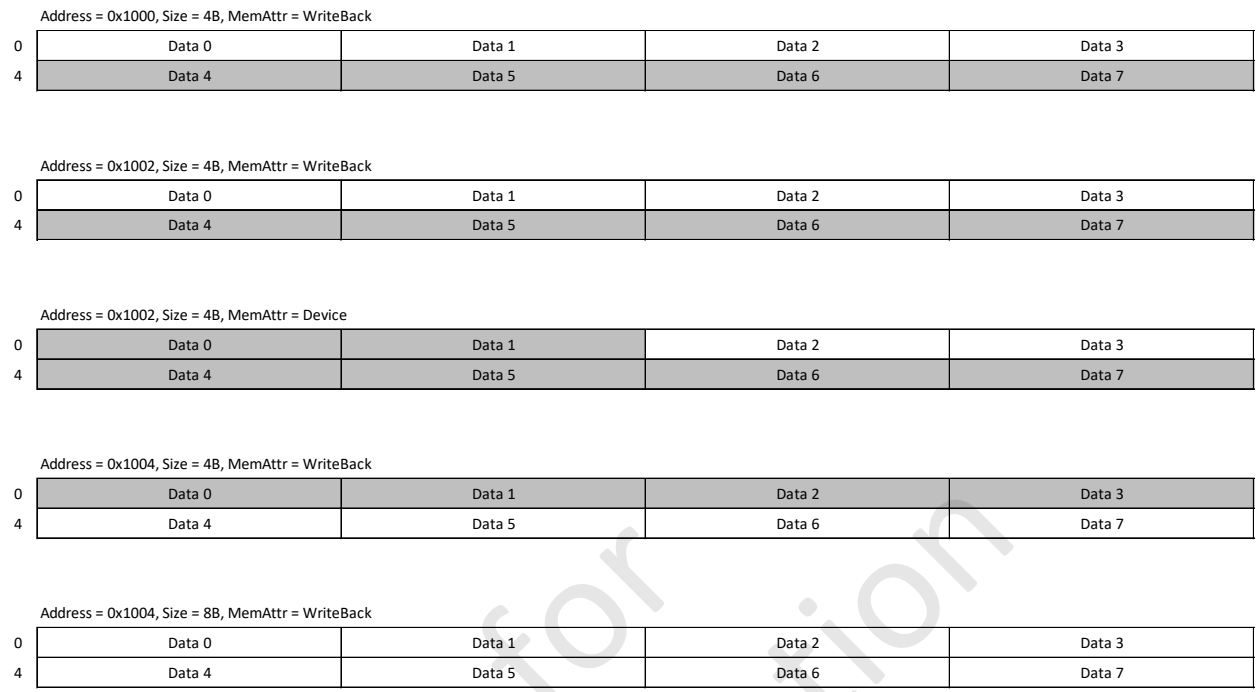 Address = 0x1000, Size = 4B, MemAttr = WriteBack
0 Data 0 Data 1 Data 2 Data 3
4 Data 4 Data 5 Data 6 Data 7
Address = 0x1002, Size = 4B, MemAttr = WriteBack
0 Data 0 Data 1 Data 2 Data 3
4 Data 4 Data 5 Data 6 Data 7
Address = 0x1002, Size = 4B, MemAttr = Device
0 Data 0 Data 1 Data 2 Data 3
4 Data 4 Data 5 Data 6 Data 7
Address = 0x1004, Size = 4B, MemAttr = WriteBack
0 Data 0 Data 1 Data 2 Data 3
4 Data 4 Data 5 Data 6 Data 7
Address = 0x1004, Size = 8B, MemAttr = WriteBack
0 Data 0 Data 1 Data 2 Data 3
4 Data 4 Data 5 Data 6 Data 7
for